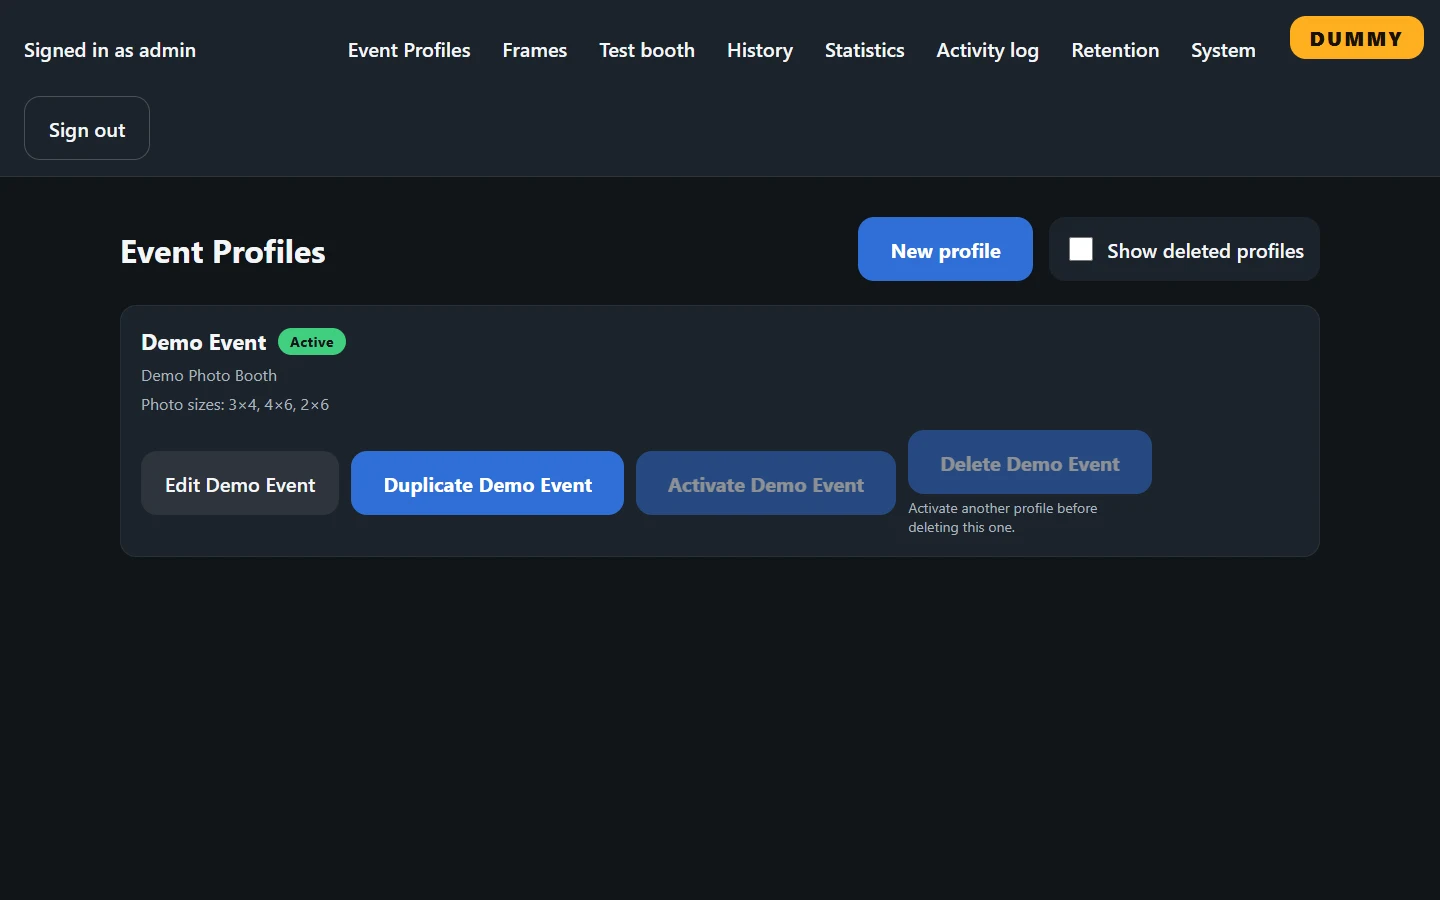 Signed in as admin
Event Profiles
Frames
Test booth
History
Statistics
Activity log
Retention
System
DUMMY
Sign out
Event Profiles
New profile
Show deleted profiles
Demo Event
Active
Demo Photo Booth
Photo sizes: 3×4, 4×6, 2×6
Edit Demo Event
Duplicate Demo Event
Activate Demo Event
Delete Demo Event
Activate another profile before
deleting this one.